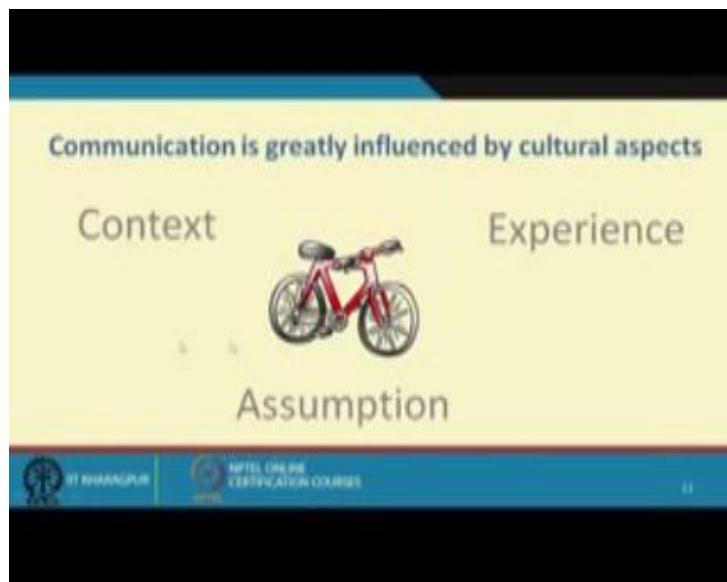 Communication is greatly influenced by cultural aspects
Context
Experience
Assumption
IIT KHARAGPUR
NPTEL ONLINE
CERTIFICATION COURSES